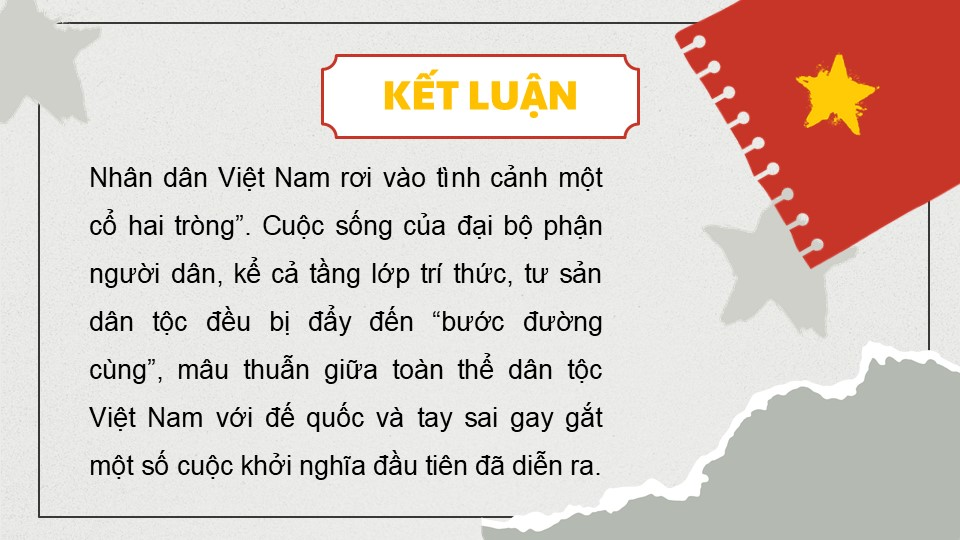 KẾT LUẬN
Nhân dân Việt Nam rơi vào tình cảnh một
cổ hai tròng”. Cuộc sống của đại bộ phận
người dân, kể cả tầng lớp trí thức, tư sản
dân tộc đều bị đẩy đến “bước đường
cùng”, mâu thuẫn giữa toàn thể dân tộc
Việt Nam với đế quốc và tay sai gay gắt
một số cuộc khởi nghĩa đầu tiên đã diễn ra.